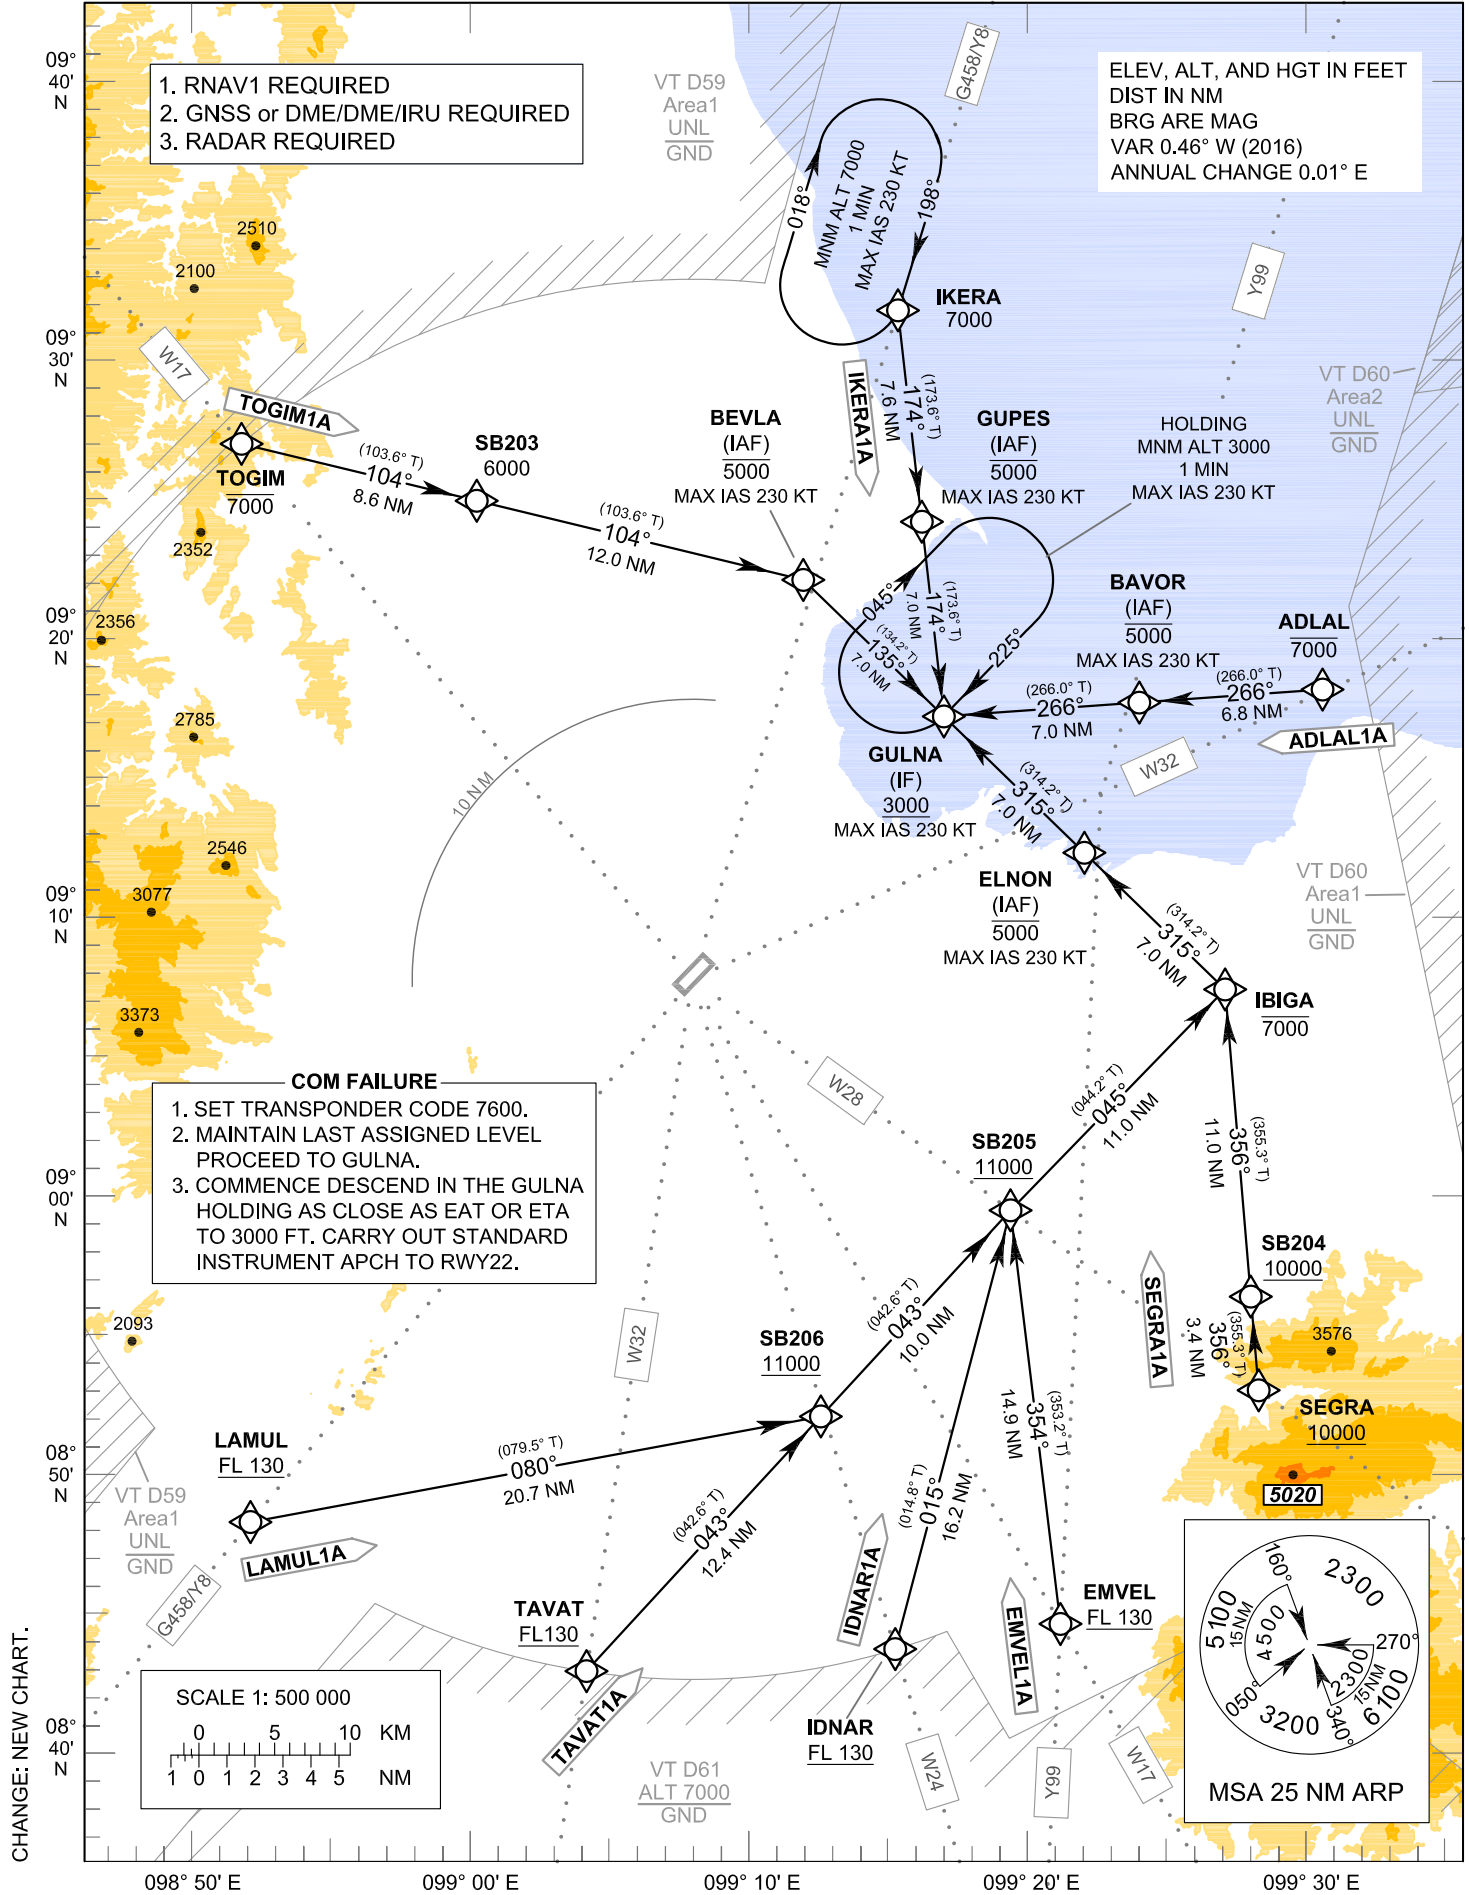 1. RNAV1 REQUIRED
2. GNSS or DME/DME/IRU REQUIRED
3. RADAR REQUIRED
ELEV, ALT, AND HGT IN FEET
DIST IN NM
BRG ARE MAG
VAR 0.46° W (2016)
ANNUAL CHANGE 0.01° E
VT D59
Area1
UNL
GND
G458/Y8
Y99
018°
MNM ALT 7000
1 MIN
MAX IAS 230 KT
198°
IKERA
7000
2510
2100
W17
TOGIM1A
TOGIM
7000
(103.6° T)
104°
8.6 NM
SB203
6000
(103.6° T)
104°
12.0 NM
BEVLA
(IAF)
5000
MAX IAS 230 KT
IKERA1A
(173.6° T)
174°
7.6 NM
GUPES
(IAF)
5000
MAX IAS 230 KT
HOLDING
MNM ALT 3000
1 MIN
MAX IAS 230 KT
VT D60
Area2
UNL
GND
2352
2356
045°
(134.2° T)
135°
7.0 NM
(173.6° T)
174°
7.0 NM
225°
BAVOR
(IAF)
5000
MAX IAS 230 KT
ADLAL
7000
(266.0° T)
266°
7.0 NM
(266.0° T)
266°
6.8 NM
ADLAL1A
W32
2785
10 NM
GULNA
(IF)
3000
MAX IAS 230 KT
(314.2° T)
315°
7.0 NM
2546
3077
3373
ELNON
(IAF)
5000
MAX IAS 230 KT
VT D60
Area1
UNL
GND
(314.2° T)
315°
7.0 NM
IBIGA
7000
COM FAILURE
1. SET TRANSPONDER CODE 7600.
2. MAINTAIN LAST ASSIGNED LEVEL
PROCEED TO GULNA.
3. COMMENCE DESCEND IN THE GULNA
HOLDING AS CLOSE AS EAT OR ETA
TO 3000 FT. CARRY OUT STANDARD
INSTRUMENT APCH TO RWY22.
W28
(044.2° T)
045°
11.0 NM
(355.3° T)
356°
11.0 NM
SB205
11000
SB204
10000
SEGRA1A
(355.3° T)
356°
3.4 NM
3576
SEGRA
10000
5020
2093
W32
SB206
11000
(042.6° T)
043°
10.0 NM
LAMUL
FL 130
(079.5° T)
080°
20.7 NM
LAMUL1A
VT D59
Area1
UNL
GND
G458/Y8
(042.6° T)
043°
12.4 NM
TAVAT
FL130
TAVAT1A
(014.8° T)
015°
16.2 NM
IDNAR1A
IDNAR
FL 130
(353.2° T)
354°
14.9 NM
EMVEL1A
EMVEL
FL 130
VT D61
ALT 7000
GND
W24
Y99
W17
SCALE 1: 500 000
0 5 10 KM
1 0 1 2 3 4 5 NM
160°
2300
5100
15 NM
4500
270°
2300
15 NM
6100
050°
3200
340°
MSA 25 NM ARP
CHANGE: NEW CHART.
09°
40'
N
09°
30'
N
09°
20'
N
09°
10'
N
09°
00'
N
08°
50'
N
08°
40'
N
098° 50' E
099° 00' E
099° 10' E
099° 20' E
099° 30' E